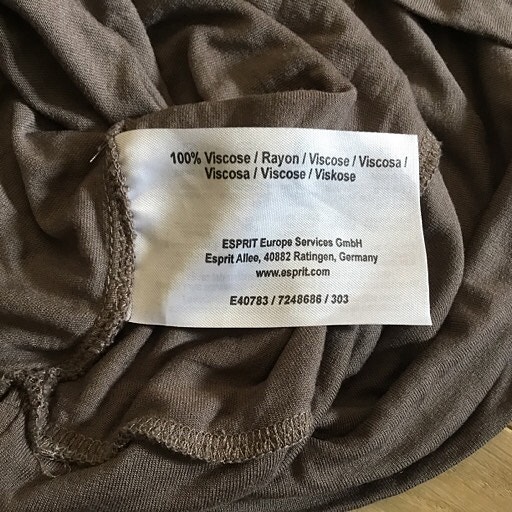 100% Viscose / Rayon / Viscose / Viscosa /
Viscosa / Viscose / Viskose
ESPRIT Europe Services GmbH
Esprit Allee, 40882 Ratingen, Germany
www.esprit.com
E40783 / 7248686 / 303